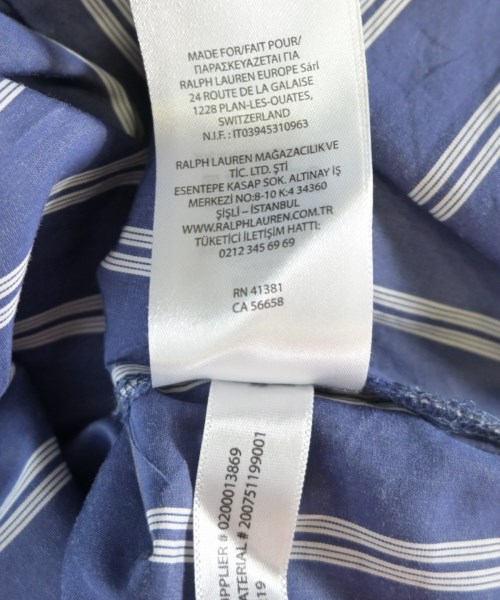 MADE FOR/FAIT POUR/
ΠΑΡΑΣΚΕΥΑΖΕΤΑΙ ΓΙΑ
RALPH LAUREN EUROPE Sàrl
24 ROUTE DE LA GALAISE
1228 PLAN-LES-OUATES,
SWITZERLAND
N.I.F. : IT03945310963
RALPH LAUREN MAĞAZACILIK VE
TİC. LTD. ŞTİ
ESENTEPE KASAP SOK. ALTINAY İŞ
MERKEZİ NO:8-10 K:4 34360
ŞİŞLİ – İSTANBUL
WWW.RALPHLAUREN.COM.TR
TÜKETİCİ İLETİŞİM HATTI:
0212 345 69 69
RN 41381
CA 56658
UPPLIER # 0200013869
ATERIAL # 200751199001
19